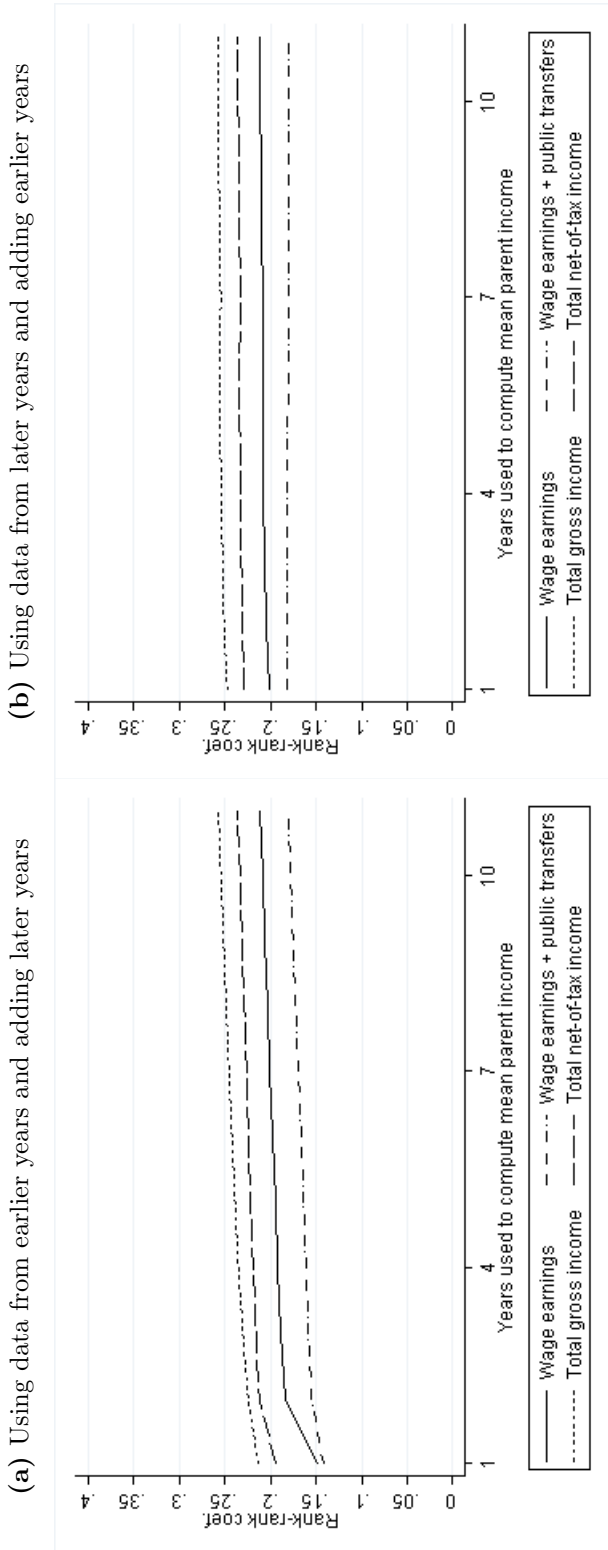 (a) Using data from earlier years and adding later years
Rank-rank coef.
.4
.35
.3
.25
.2
.15
.1
.05
0
1
4
7
10
Years used to compute mean parent income
Wage earnings
Wage earnings + public transfers
Total gross income
Total net-of-tax income
(b) Using data from later years and adding earlier years
Rank-rank coef.
.4
.35
.3
.25
.2
.15
.1
.05
0
1
4
7
10
Years used to compute mean parent income
Wage earnings
Wage earnings + public transfers
Total gross income
Total net-of-tax income